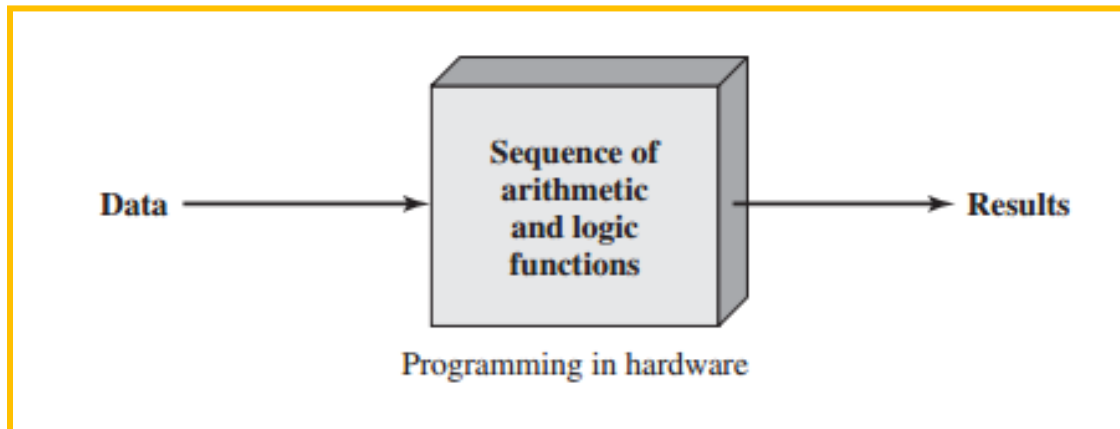 Data
Sequence of
arithmetic
and logic
functions
Results
Programming in hardware